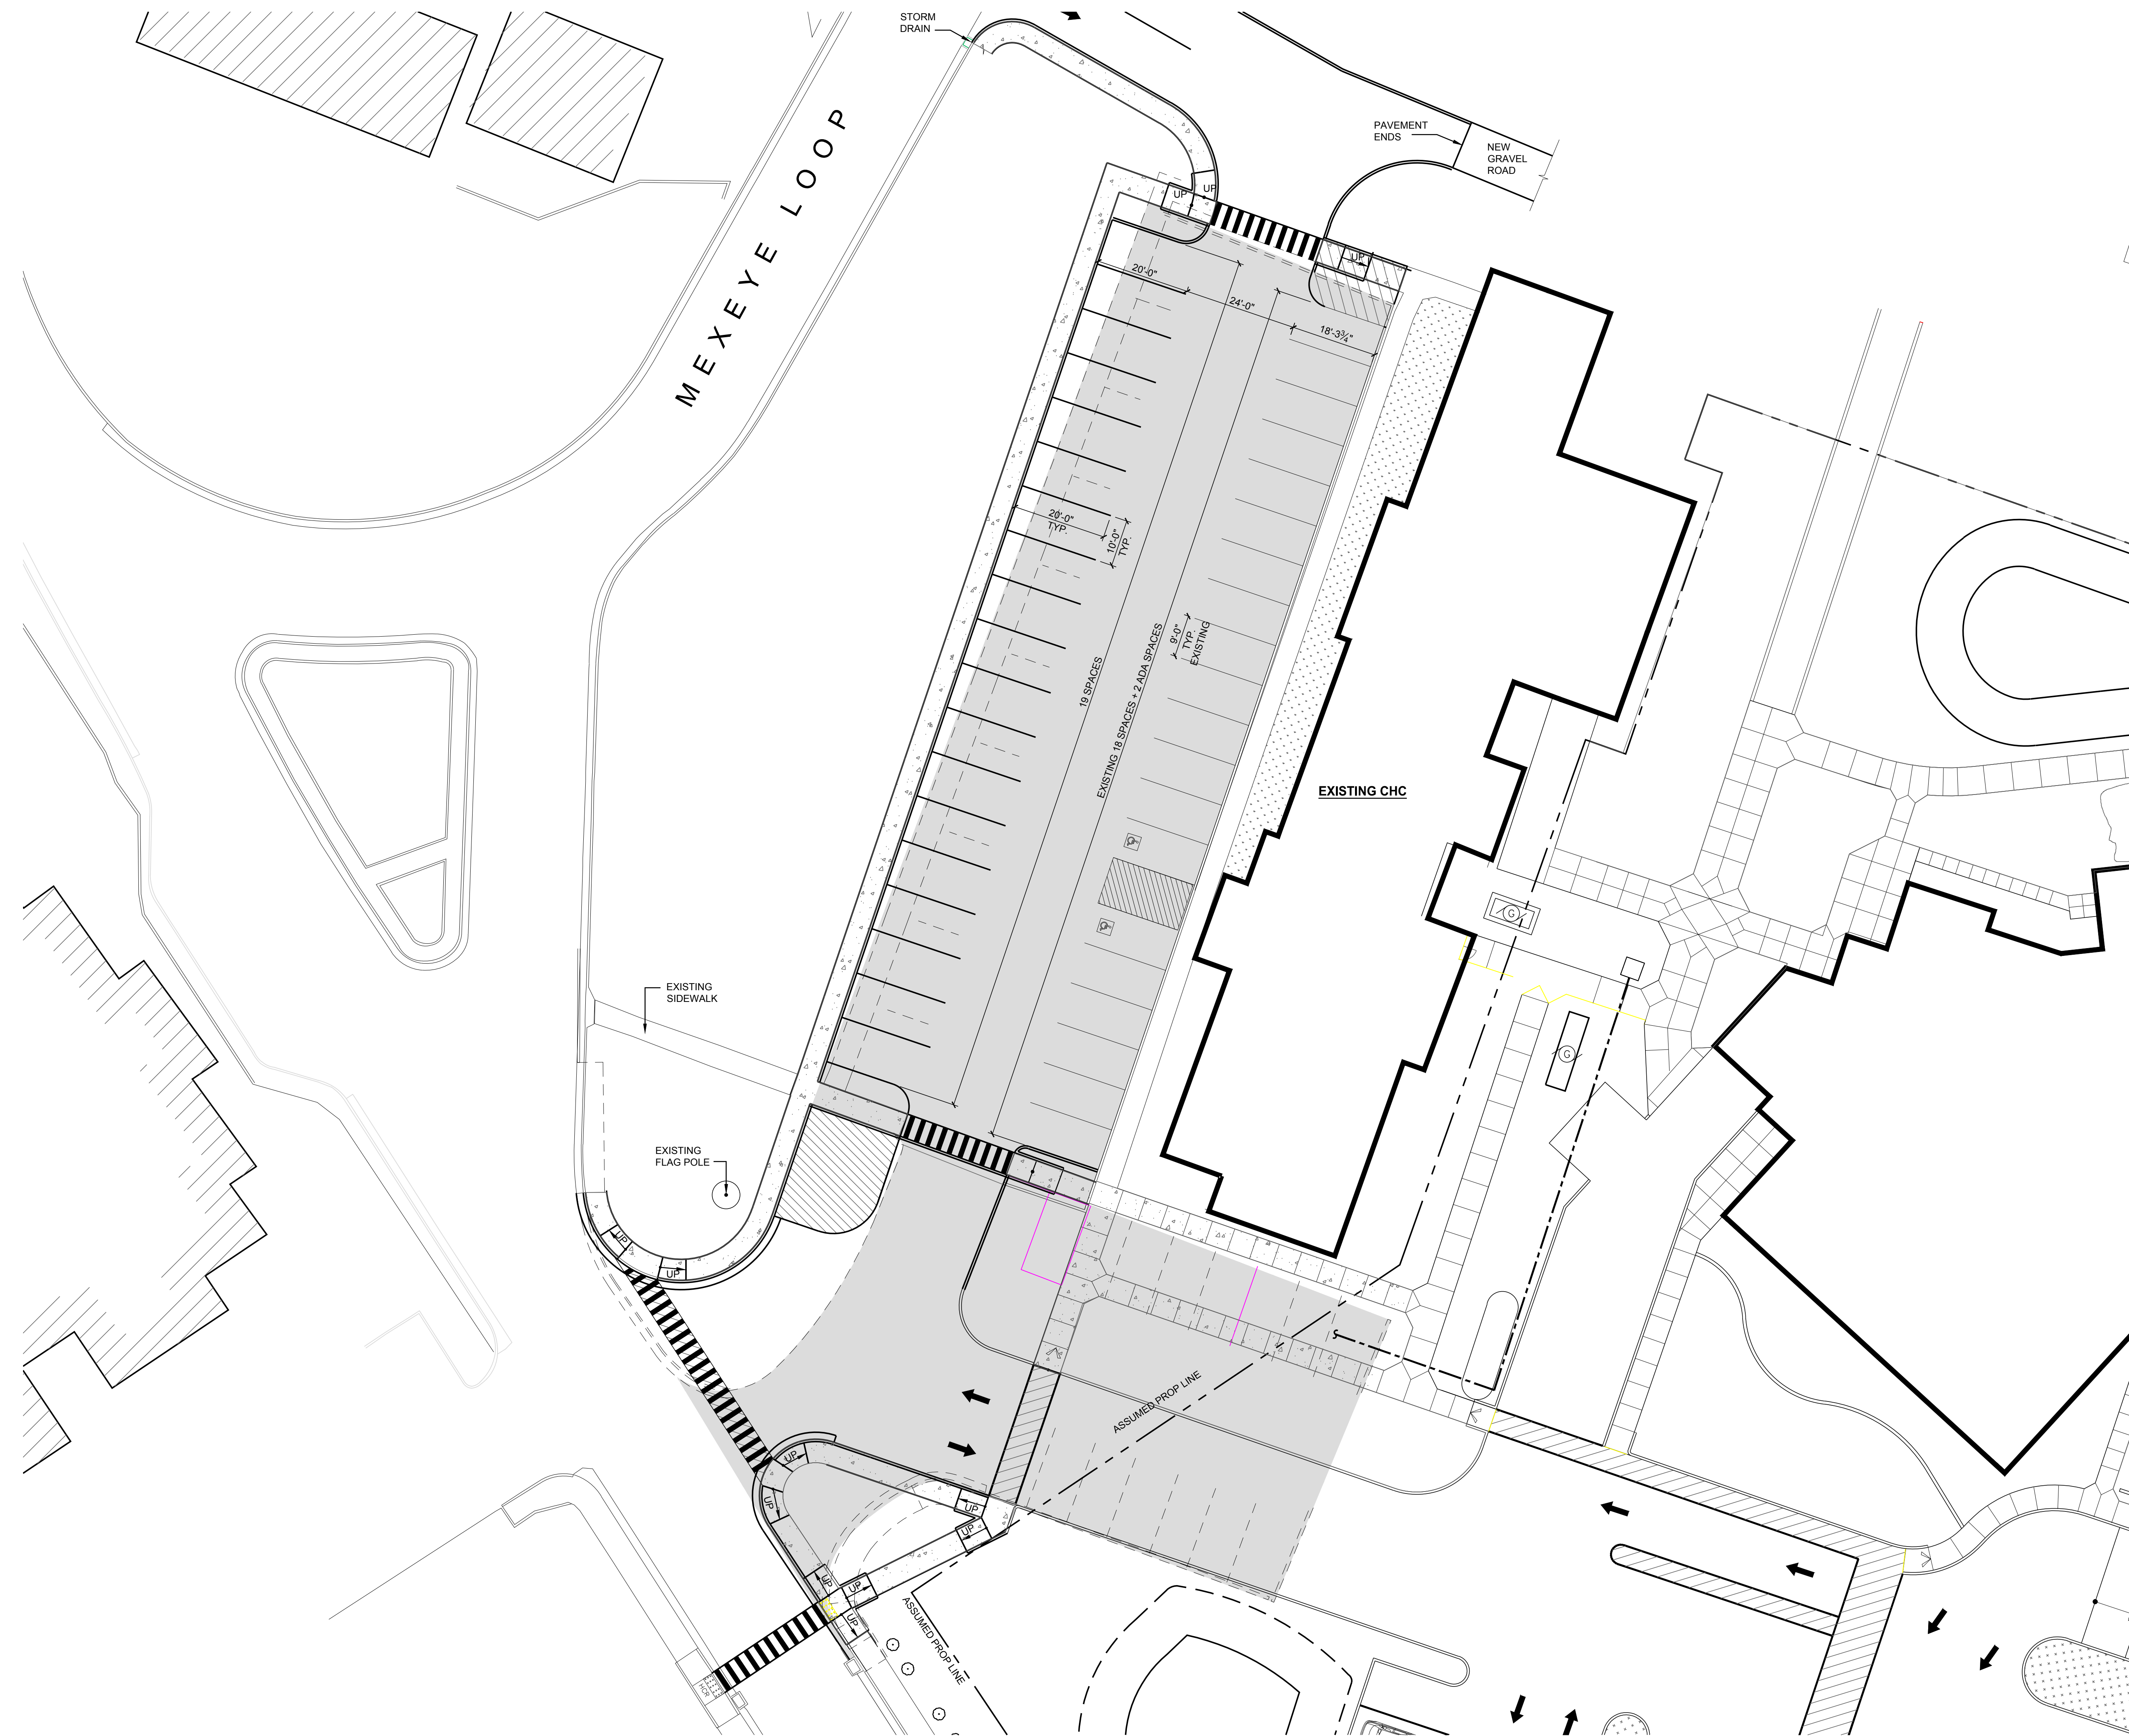 STORM
DRAIN
MEXEYE LOOP
PAVEMENT
ENDS
NEW
GRAVEL
ROAD
UP
UP
UP
20'-0"
24'-0"
18'-3¾"
20'-0"
TYP.
10'-0"
TYP.
19 SPACES
EXISTING 18 SPACES + 2 ADA SPACES
9'-0"
TYP.
EXISTING
EXISTING CHC
G
G
EXISTING
SIDEWALK
EXISTING
FLAG POLE
UP
UP
UP
UP
UP
UP
UP
UP
UP
ASSUMED PROP LINE
ASSUMED PROP LINE
HCR